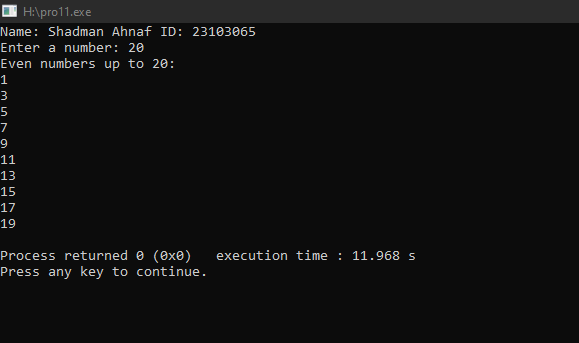 H:\pro11.exe
Name: Shadman Ahnaf ID: 23103065
Enter a number: 20
Even numbers up to 20:
1
3
5
7
9
11
13
15
17
19
Process returned 0 (0x0)   execution time : 11.968 s
Press any key to continue.